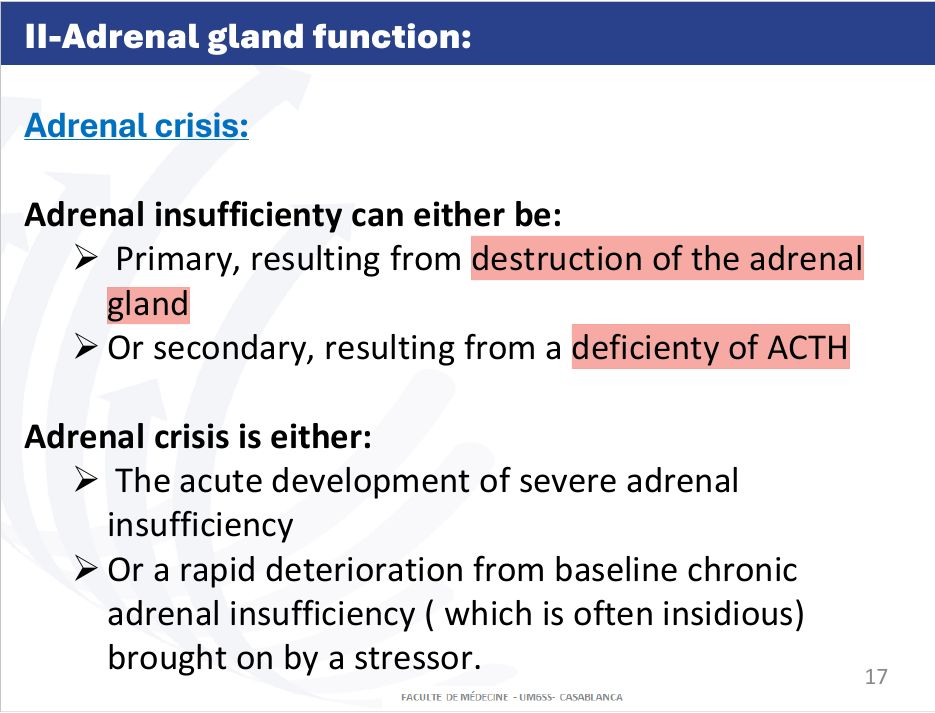 II-Adrenal gland function:
Adrenal crisis:
Adrenal insufficienty can either be:
➢ Primary, resulting from destruction of the adrenal
gland
➢ Or secondary, resulting from a deficienty of ACTH
Adrenal crisis is either:
➢ The acute development of severe adrenal
insufficiency
➢ Or a rapid deterioration from baseline chronic
adrenal insufficiency ( which is often insidious)
brought on by a stressor.
17
FACULTE DE MÉDECINE - UM6SS- CASABLANCA